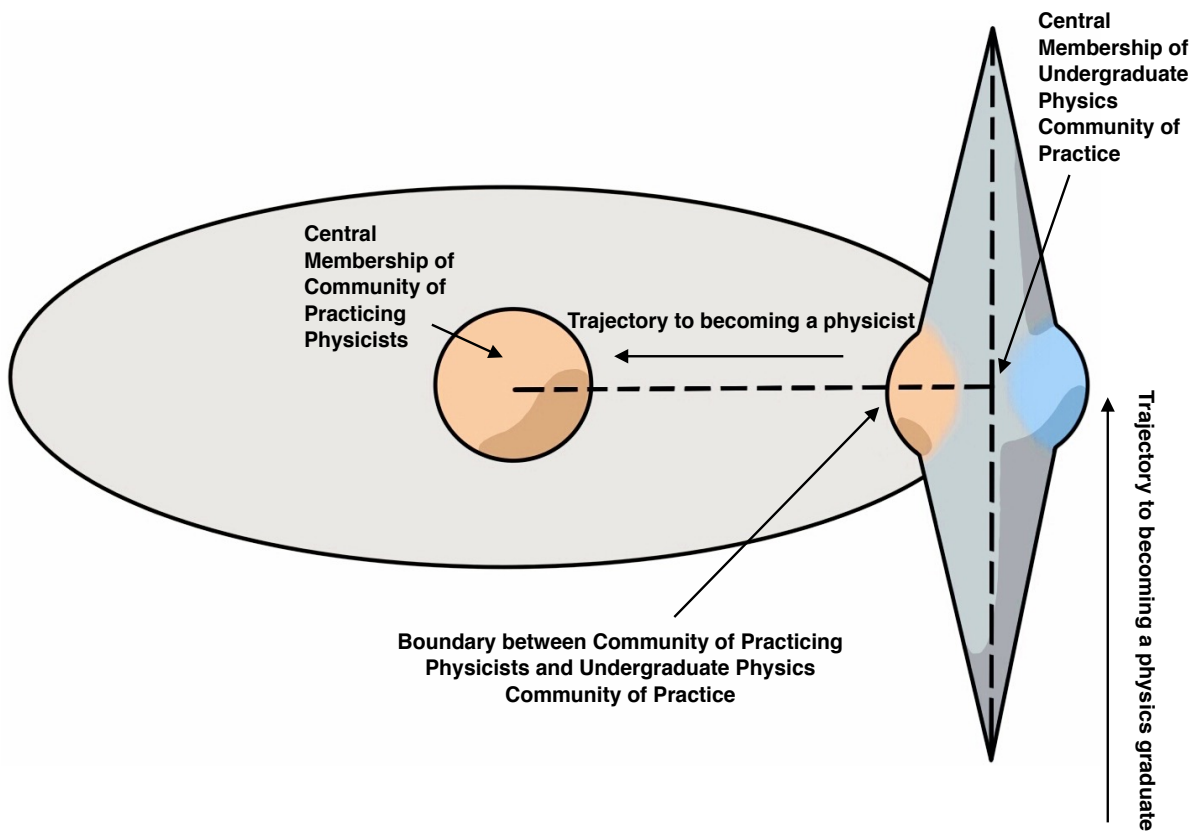 Central
Membership of
Undergraduate
Physics
Community of
Practice
Central
Membership of
Community of
Practicing
Physicists
Trajectory to becoming a physicist
Boundary between Community of Practicing
Physicists and Undergraduate Physics
Community of Practice
Trajectory to becoming a physics graduate